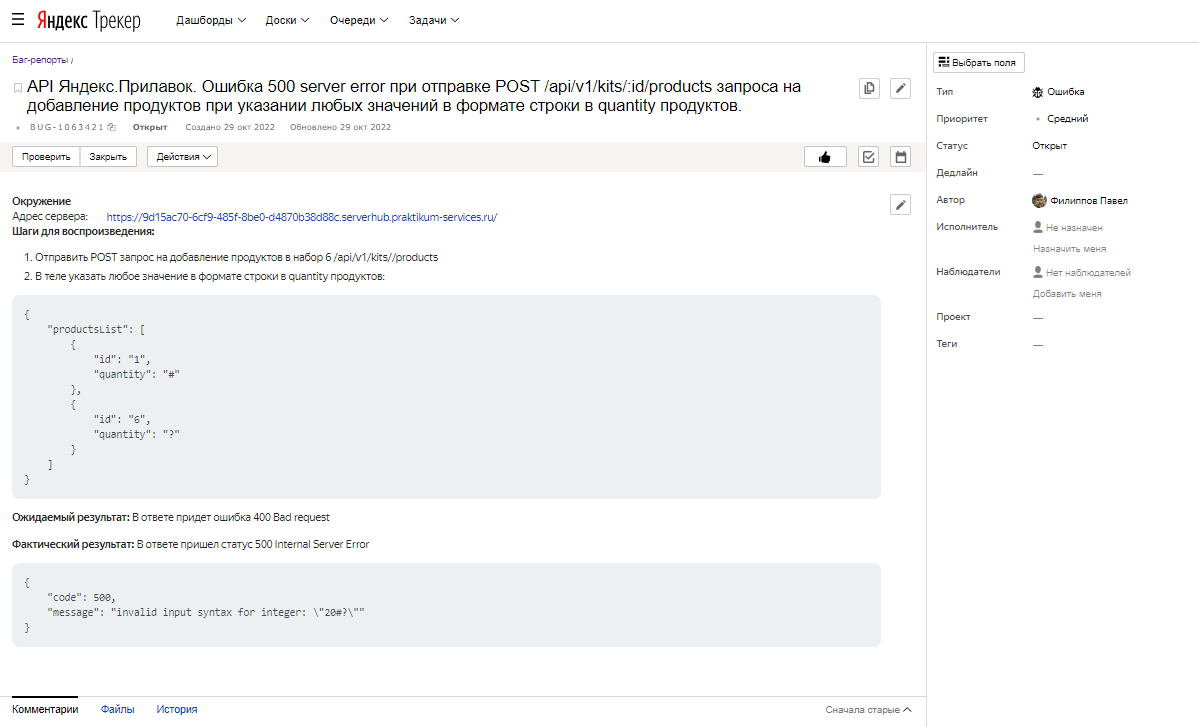 Яндекс Трекер Дашборды Доски Очереди Задачи
Баг-репорты /
API Яндекс.Прилавок. Ошибка 500 server error при отправке POST /api/v1/kits/:id/products запроса на
добавление продуктов при указании любых значений в формате строки в quantity продуктов.
BUG-1063421 Открыт Создано 29 окт 2022 Обновлено 29 окт 2022
Проверить Закрыть Действия
Окружение
Адрес сервера: https://9d15ac70-6cf9-485f-8be0-d4870b38d88c.serverhub.praktikum-services.ru/
Шаги для воспроизведения:
1. Отправить POST запрос на добавление продуктов в набор 6 /api/v1/kits//products
2. В теле указать любое значение в формате строки в quantity продуктов:
{
"productsList": [
{
"id": "1",
"quantity": "#"
},
{
"id": "6",
"quantity": "?"
}
]
}
Ожидаемый результат: В ответе придет ошибка 400 Bad request
Фактический результат: В ответе пришел статус 500 Internal Server Error
{
"code": 500,
"message": "invalid input syntax for integer: \"20#?\""
}
Комментарии Файлы История Сначала старые
Выбрать поля
Тип Ошибка
Приоритет Средний
Статус Открыт
Дедлайн —
Автор Филиппов Павел
Исполнитель Не назначен
Назначить меня
Наблюдатели Нет наблюдателей
Добавить меня
Проект —
Теги —